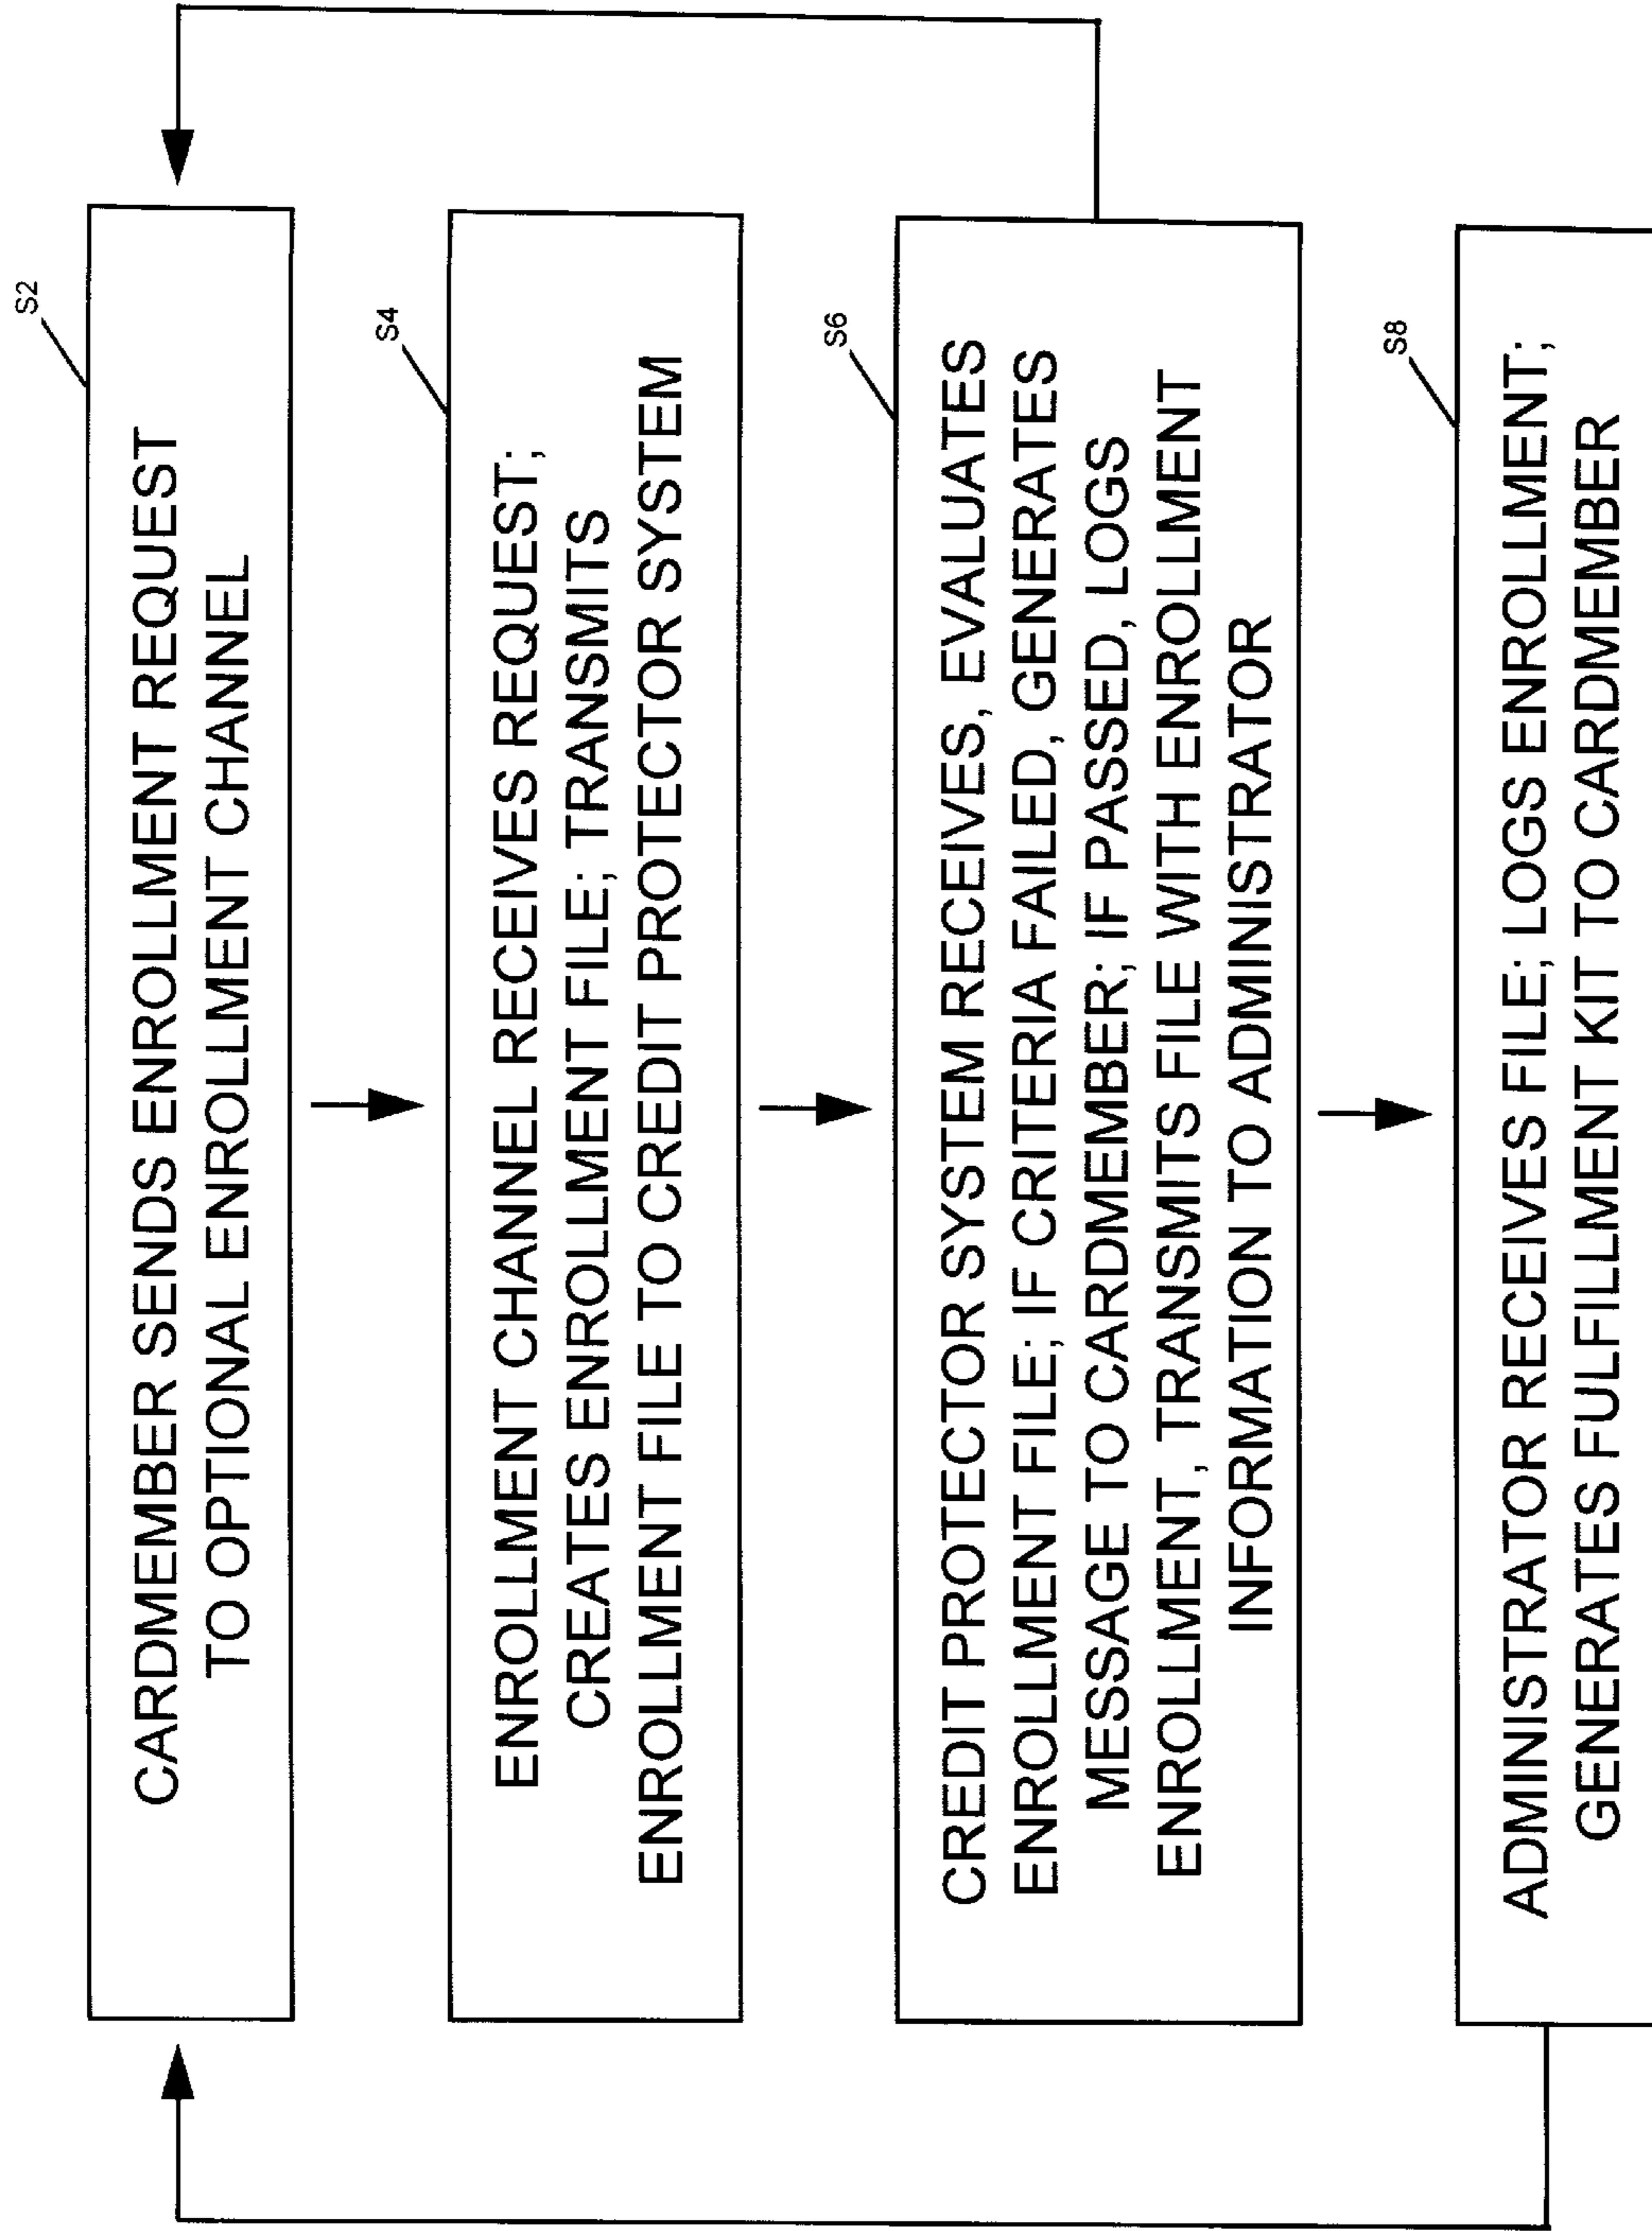 S2
CARDMEMBER SENDS ENROLLMENT REQUEST
TO OPTIONAL ENROLLMENT CHANNEL
S4
ENROLLMENT CHANNEL RECEIVES REQUEST;
CREATES ENROLLMENT FILE; TRANSMITS
ENROLLMENT FILE TO CREDIT PROTECTOR SYSTEM
S6
CREDIT PROTECTOR SYSTEM RECEIVES, EVALUATES
ENROLLMENT FILE; IF CRITERIA FAILED, GENERATES
MESSAGE TO CARDMEMBER; IF PASSED, LOGS
ENROLLMENT, TRANSMITS FILE WITH ENROLLMENT
INFORMATION TO ADMINISTRATOR
S8
ADMINISTRATOR RECEIVES FILE; LOGS ENROLLMENT;
GENERATES FULFILLMENT KIT TO CARDMEMBER